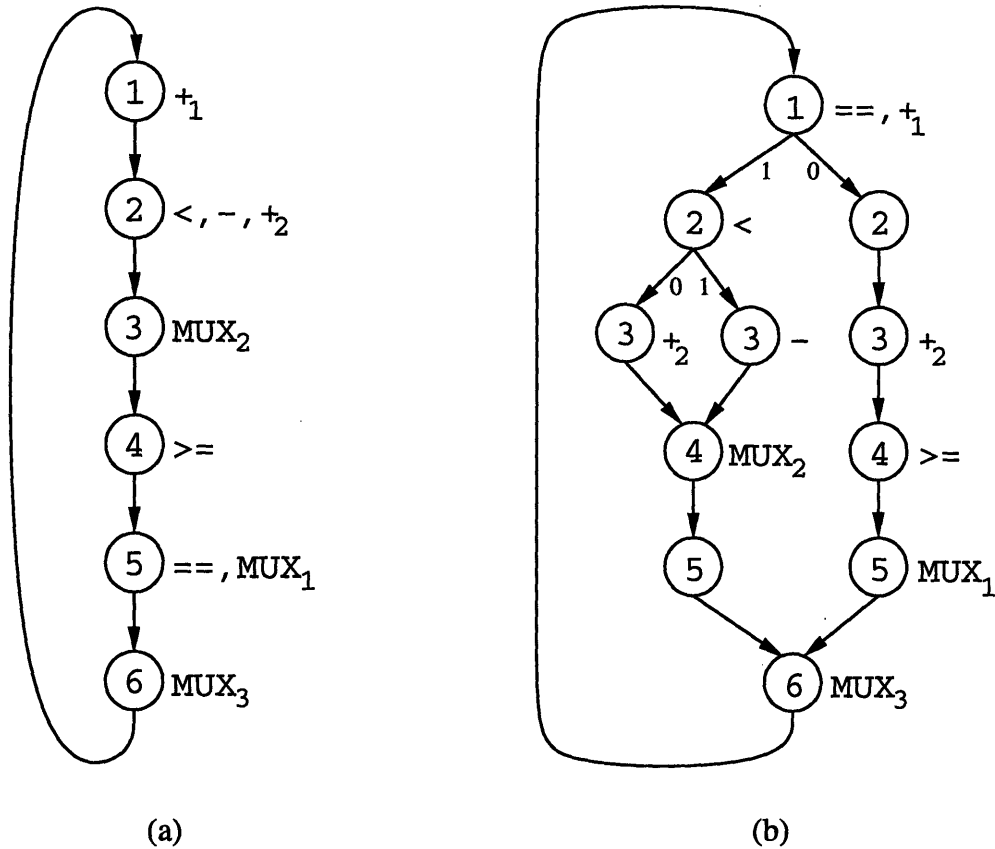 1 +1
2 <,-,+2
3 MUX2
4 >=
5 ==,MUX1
6 MUX3
(a)
1 ==,+1
1 0
2 < 2
0 1
3 +2 3 - 3 +2
4 MUX2 4 >=
5 5 MUX1
6 MUX3
(b)